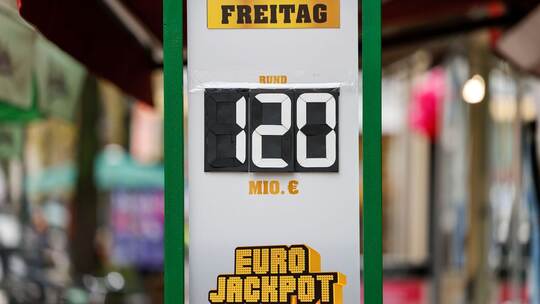 FREITAG
RUND
120
MIO. €
EURO
JACKPOT